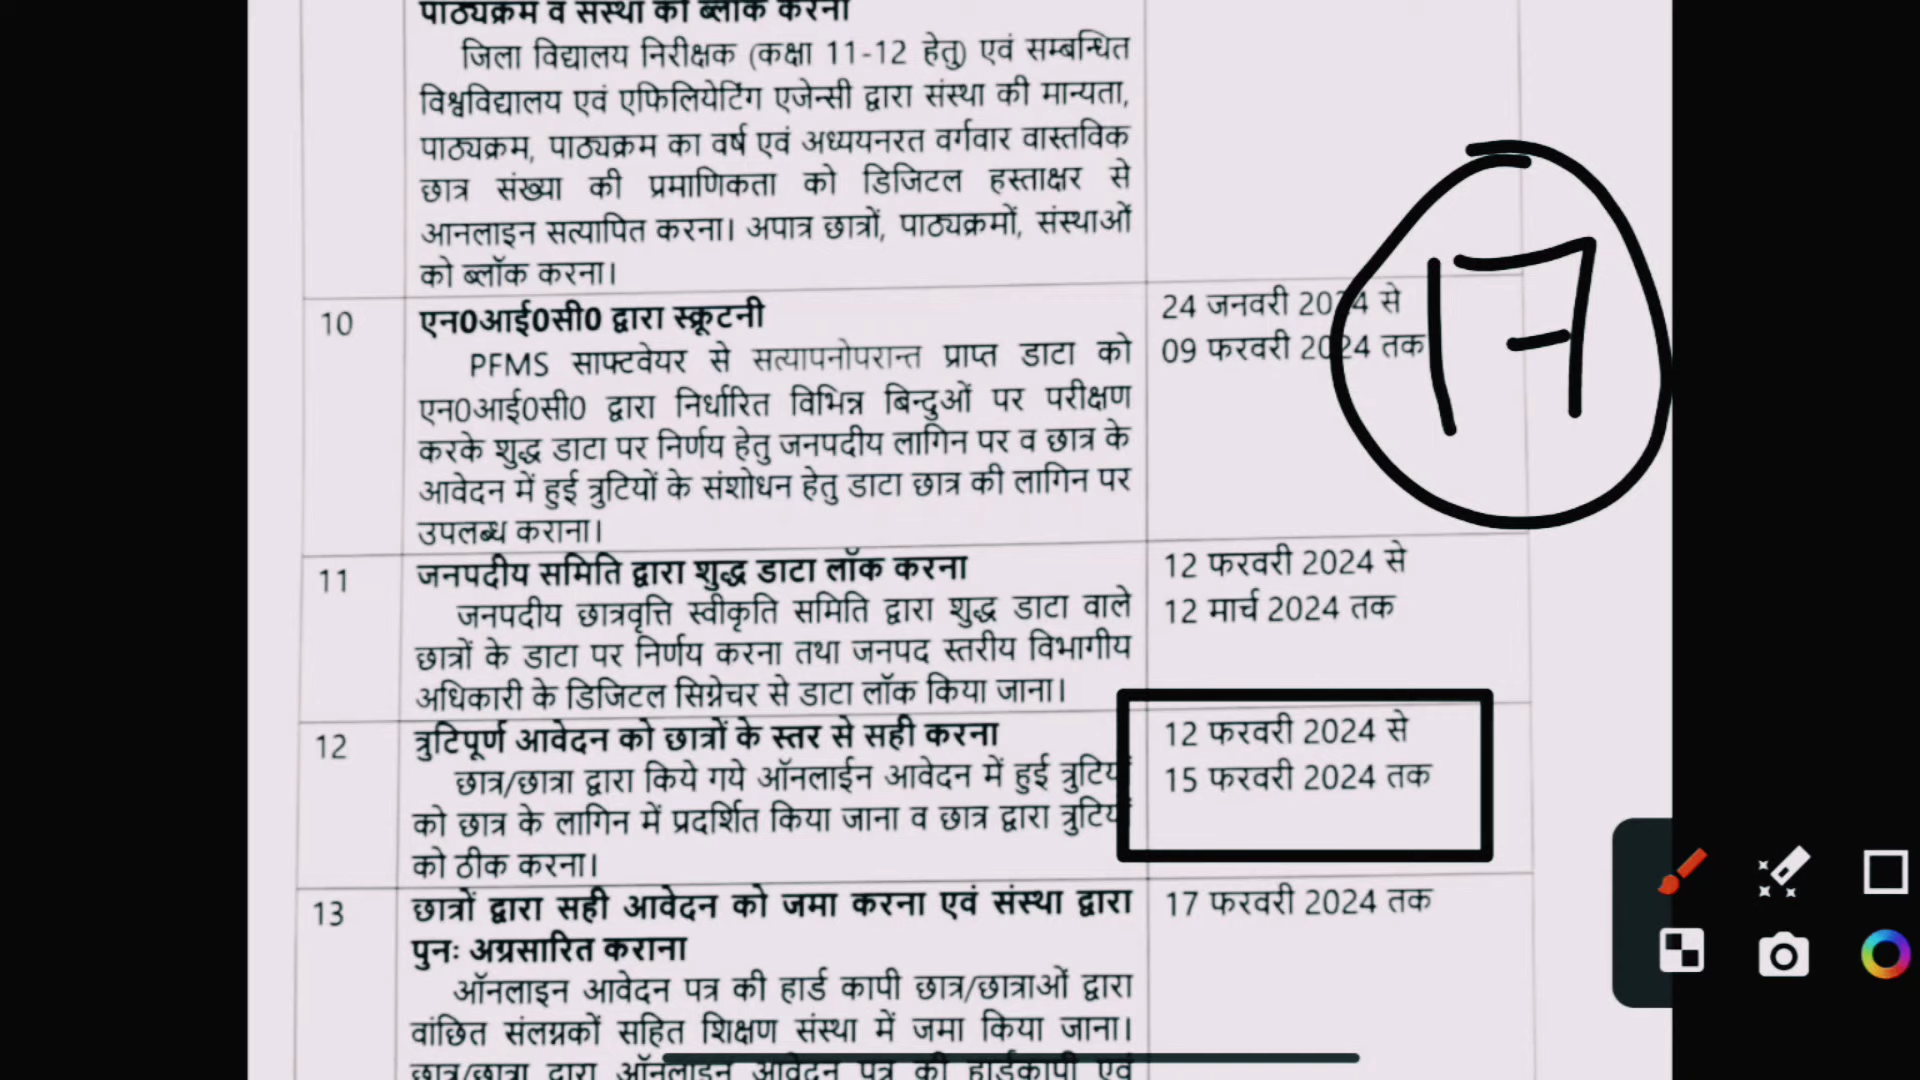 पाठ्यक्रम व संस्था को ब्लॉक करना
जिला विद्यालय निरीक्षक (कक्षा 11-12 हेतु) एवं सम्बन्धित
विश्वविद्यालय एवं एफिलियेटिंग एजेन्सी द्वारा संस्था की मान्यता,
पाठ्यक्रम, पाठ्यक्रम का वर्ष एवं अध्ययनरत वर्गवार वास्तविक
छात्र संख्या की प्रमाणिकता को डिजिटल हस्ताक्षर से
आनलाइन सत्यापित करना। अपात्र छात्रों, पाठ्यक्रमों, संस्थाओं
को ब्लॉक करना।
17
10
एन0आई0सी0 द्वारा स्क्रूटनी
PFMS साफ्टवेयर से सत्यापनोपरान्त प्राप्त डाटा को
एन0आई0सी0 द्वारा निर्धारित विभिन्न बिन्दुओं पर परीक्षण
करके शुद्ध डाटा पर निर्णय हेतु जनपदीय लागिन पर व छात्र के
आवेदन में हुई त्रुटियों के संशोधन हेतु डाटा छात्र की लागिन पर
उपलब्ध कराना।
24 जनवरी 2024 से
09 फरवरी 2024 तक
11
जनपदीय समिति द्वारा शुद्ध डाटा लॉक करना
जनपदीय छात्रवृत्ति स्वीकृति समिति द्वारा शुद्ध डाटा वाले
छात्रों के डाटा पर निर्णय करना तथा जनपद स्तरीय विभागीय
अधिकारी के डिजिटल सिग्नेचर से डाटा लॉक किया जाना।
12 फरवरी 2024 से
12 मार्च 2024 तक
12
त्रुटिपूर्ण आवेदन को छात्रों के स्तर से सही करना
छात्र/छात्रा द्वारा किये गये ऑनलाईन आवेदन में हुई त्रुटियों
को छात्र के लागिन में प्रदर्शित किया जाना व छात्र द्वारा त्रुटियों
को ठीक करना।
12 फरवरी 2024 से
15 फरवरी 2024 तक
13
छात्रों द्वारा सही आवेदन को जमा करना एवं संस्था द्वारा
पुनः अग्रसारित कराना
ऑनलाइन आवेदन पत्र की हार्ड कापी छात्र/छात्राओं द्वारा
वांछित संलग्नकों सहित शिक्षण संस्था में जमा किया जाना।
छात्र/छात्रा द्वारा ऑनलाइन आवेदन पत्र की हार्डकापी एवं
17 फरवरी 2024 तक